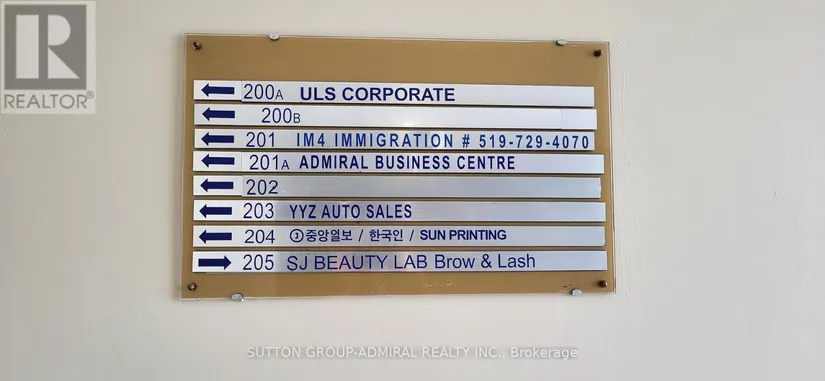 R
REALTOR®
← 200A ULS CORPORATE
← 200B
← 201 IM4 IMMIGRATION # 519-729-4070
← 201A ADMIRAL BUSINESS CENTRE
← 202
← 203 YYZ AUTO SALES
← 204 ③중앙일보 / 한국인 / SUN PRINTING
→ 205 SJ BEAUTY LAB Brow & Lash
SUTTON GROUP-ADMIRAL REALTY INC., Brokerage